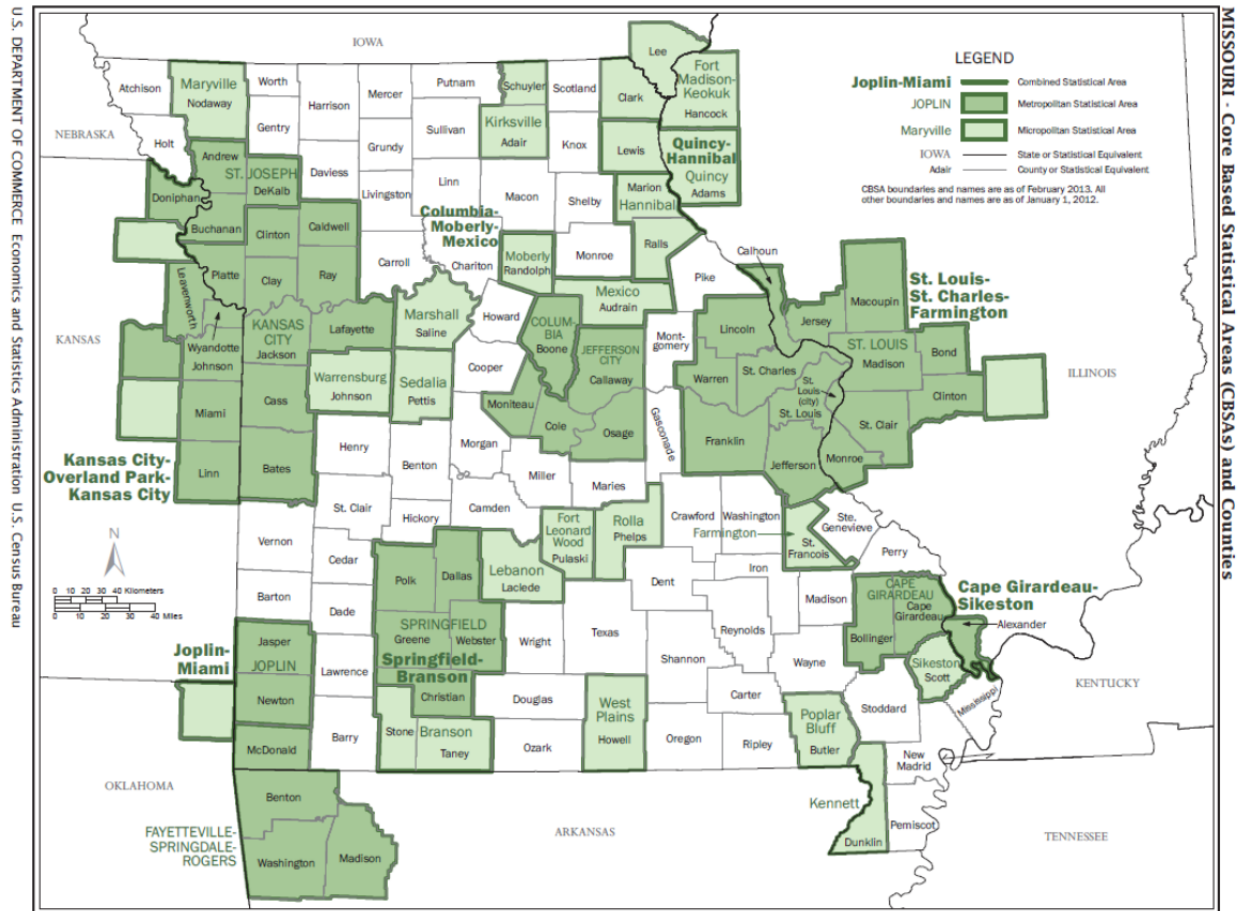 MISSOURI - Core Based Statistical Areas (CBSAs) and Counties
U.S. DEPARTMENT OF COMMERCE Economics and Statistics Administration U.S. Census Bureau
LEGEND
Joplin-Miami
Combined Statistical Area
JOPLIN
Metropolitan Statistical Area
Maryville
Micropolitan Statistical Area
IOWA
State or Statistical Equivalent
Adair
County or Statistical Equivalent
CBSA boundaries and names are as of February 2013. All
other boundaries and names are as of January 1, 2012.
IOWA
Lee
Fort
Madison-
Keokuk
Hancock
Atchison
Maryville
Nodaway
Worth
Harrison
Mercer
Putnam
Schuyler
Scotland
Clark
Gentry
Sullivan
Kirksville
Adair
Knox
Lewis
Quincy-
Hannibal
Quincy
Adams
NEBRASKA
Holt
Andrew
ST. JOSEPH
DeKalb
Daviess
Grundy
Livingston
Linn
Macon
Shelby
Marion
Hannibal
Doniphan
Buchanan
Clinton
Caldwell
Columbia-
Moberly-
Mexico
Moberly
Randolph
Monroe
Ralls
Calhoun
Leavenworth
Platte
Clay
Ray
Carroll
Chariton
Pike
Macoupin
St. Louis-
St. Charles-
Farmington
Marshall
Saline
Mexico
Audrain
Jersey
KANSAS
Wyandotte
Johnson
KANSAS
CITY
Jackson
Lafayette
Howard
COLUM-
BIA
Boone
JEFFERSON
CITY
Callaway
Mont-
gomery
Lincoln
ST. LOUIS
Madison
Bond
ILLINOIS
Warrensburg
Johnson
Sedalia
Pettis
Cooper
Warren
St. Charles
St.
Louis
(city)
St. Louis
Clinton
Miami
Cass
Moniteau
Cole
Osage
Gasconade
Franklin
St. Clair
Henry
Morgan
Jefferson
Monroe
Kansas City-
Overland Park-
Kansas City
Linn
Bates
Benton
Miller
Maries
N
St. Clair
Hickory
Camden
Fort
Leonard
Wood
Pulaski
Rolla
Phelps
Crawford
Washington
Farmington
St.
Francois
Ste.
Genevieve
Vernon
Cedar
Perry
0 10 20 30 40 Kilometers
0 10 20 30 40 Miles
Barton
Polk
Dallas
Lebanon
Laclede
Dent
Iron
Madison
CAPE
GIRARDEAU
Cape
Girardeau
Bollinger
Cape Girardeau-
Sikeston
Alexander
Dade
Jasper
JOPLIN
SPRINGFIELD
Greene
Webster
Wright
Texas
Reynolds
Joplin-
Miami
Lawrence
Springfield-
Branson
Christian
Shannon
Wayne
Sikeston
Scott
KENTUCKY
Newton
Douglas
West
Plains
Howell
Carter
Stoddard
Mississippi
McDonald
Barry
Stone
Branson
Taney
Ozark
Oregon
Ripley
Poplar
Bluff
Butler
New
Madrid
OKLAHOMA
Benton
Kennett
Dunklin
Pemiscot
FAYETTEVILLE-
SPRINGDALE-
ROGERS
Washington
Madison
ARKANSAS
TENNESSEE